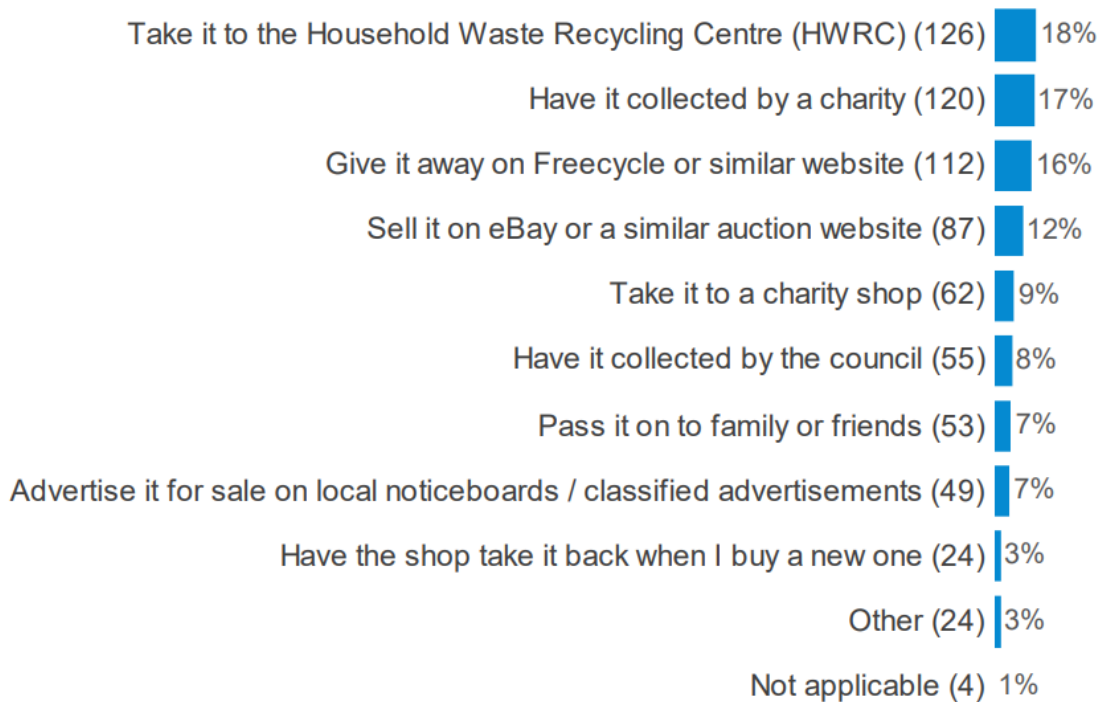 Take it to the Household Waste Recycling Centre (HWRC) (126) 18%
Have it collected by a charity (120) 17%
Give it away on Freecycle or similar website (112) 16%
Sell it on eBay or a similar auction website (87) 12%
Take it to a charity shop (62) 9%
Have it collected by the council (55) 8%
Pass it on to family or friends (53) 7%
Advertise it for sale on local noticeboards / classified advertisements (49) 7%
Have the shop take it back when I buy a new one (24) 3%
Other (24) 3%
Not applicable (4) 1%